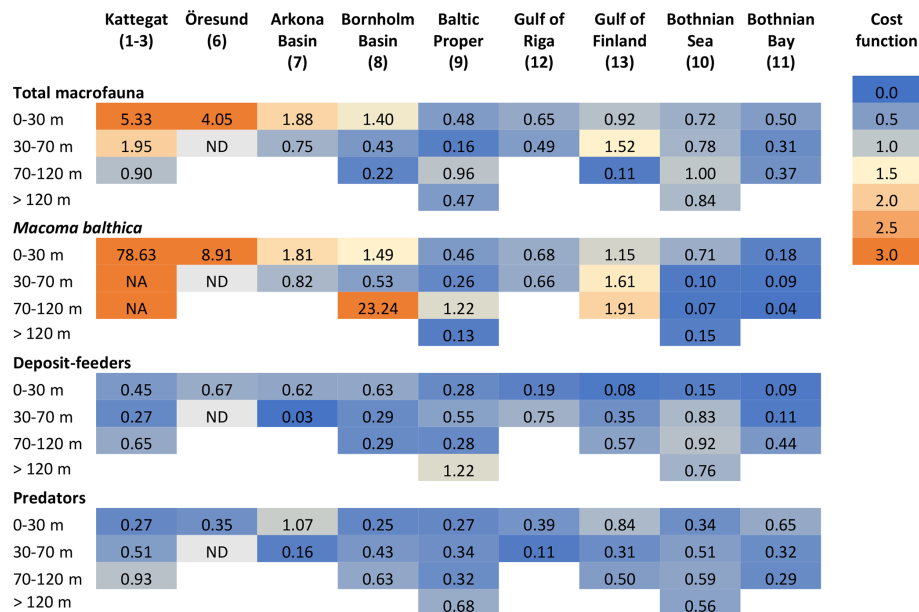 Kattegat Öresund Arkona Bornholm Baltic Gulf of Gulf of Bothnian Bothnian Cost
(1-3) (6) Basin Basin Proper Riga Finland Sea Bay function
(7) (8) (9) (12) (13) (10) (11)
Total macrofauna 0.0
0-30 m 5.33 4.05 1.88 1.40 0.48 0.65 0.92 0.72 0.50 0.5
30-70 m 1.95 ND 0.75 0.43 0.16 0.49 1.52 0.78 0.31 1.0
70-120 m 0.90 0.22 0.96 0.11 1.00 0.37 1.5
> 120 m 0.47 0.84 2.0
Macoma balthica 2.5
0-30 m 78.63 8.91 1.81 1.49 0.46 0.68 1.15 0.71 0.18 3.0
30-70 m NA ND 0.82 0.53 0.26 0.66 1.61 0.10 0.09
70-120 m NA 23.24 1.22 1.91 0.07 0.04
> 120 m 0.13 0.15
Deposit-feeders
0-30 m 0.45 0.67 0.62 0.63 0.28 0.19 0.08 0.15 0.09
30-70 m 0.27 ND 0.03 0.29 0.55 0.75 0.35 0.83 0.11
70-120 m 0.65 0.29 0.28 0.57 0.92 0.44
> 120 m 1.22 0.76
Predators
0-30 m 0.27 0.35 1.07 0.25 0.27 0.39 0.84 0.34 0.65
30-70 m 0.51 ND 0.16 0.43 0.34 0.11 0.31 0.51 0.32
70-120 m 0.93 0.63 0.32 0.50 0.59 0.29
> 120 m 0.68 0.56